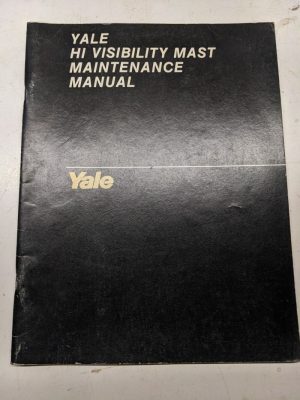 YALE
HI VISIBILITY MAST
MAINTENANCE
MANUAL
Yale